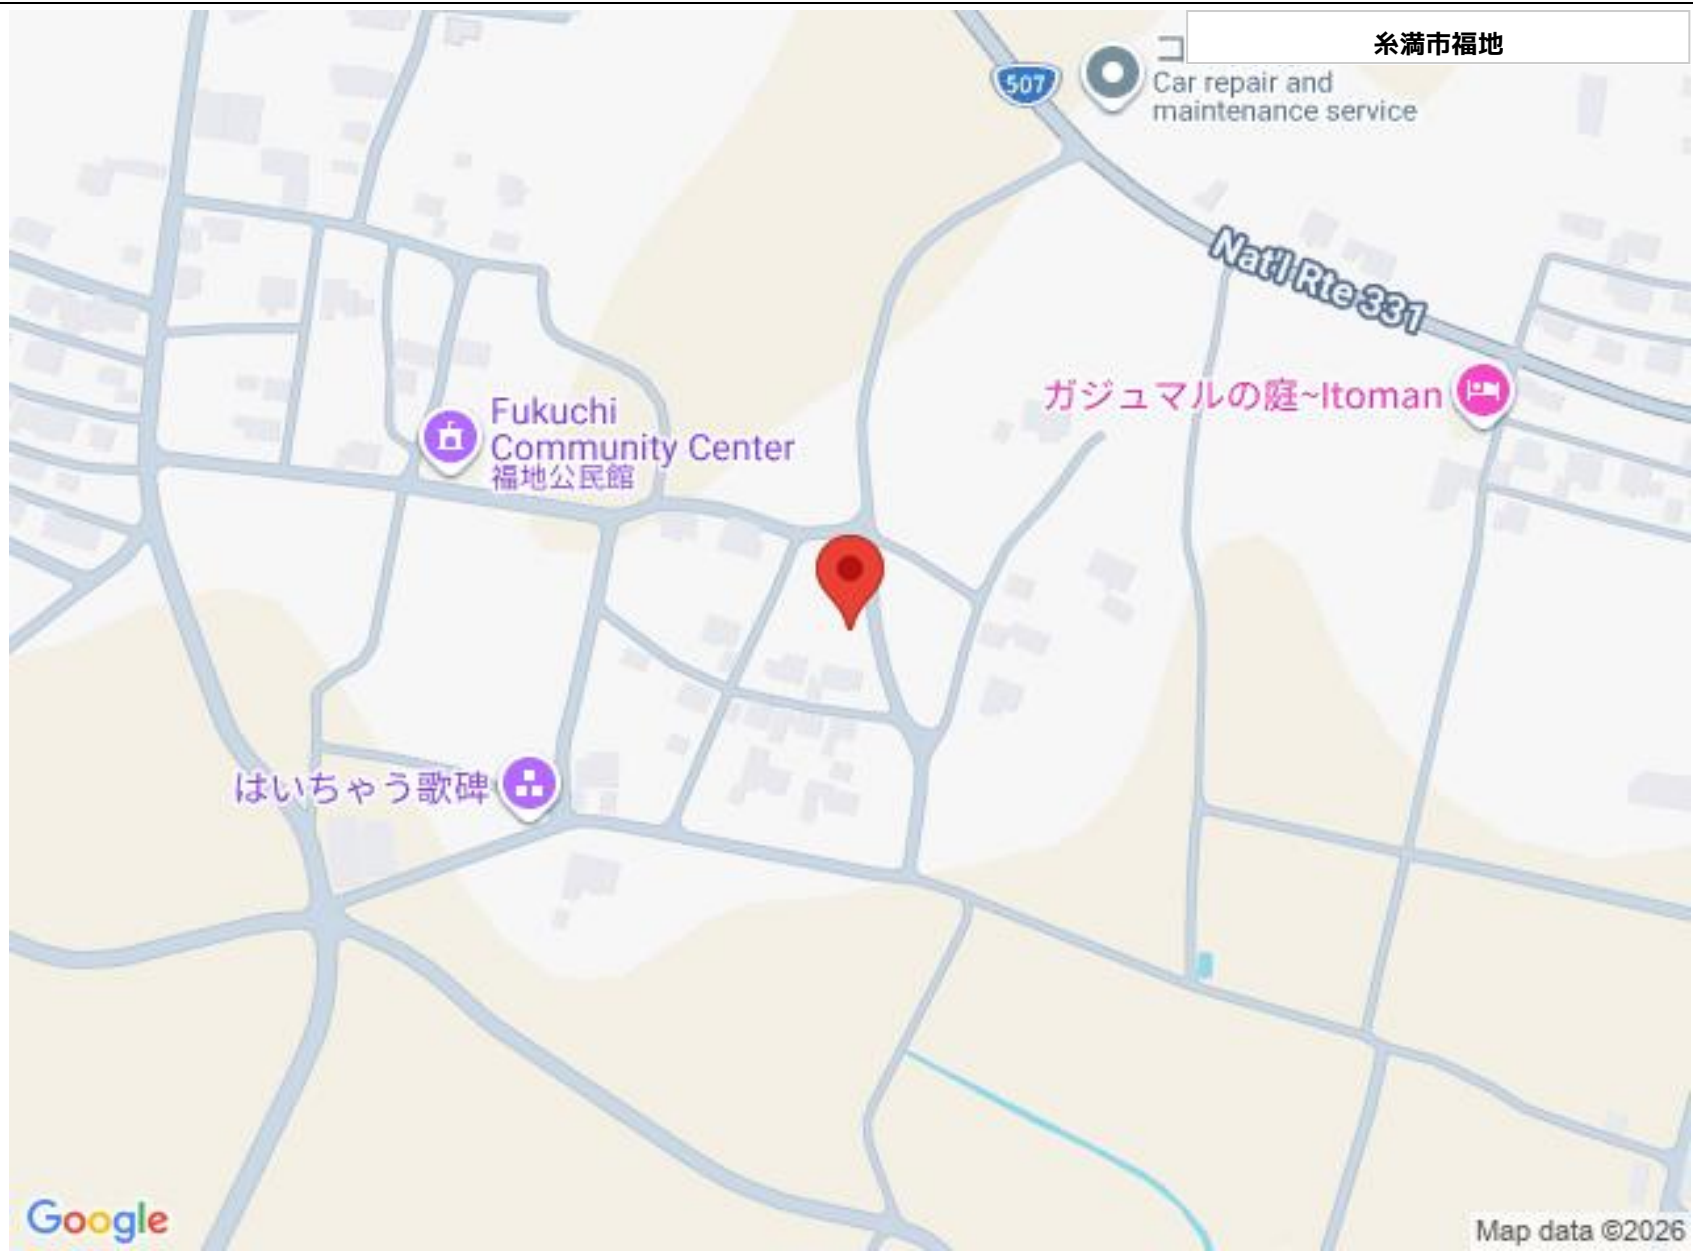 糸満市福地
507
コ
Car repair and
maintenance service
Nat'l Rte 331
ガジュマルの庭~Itoman
Fukuchi
Community Center
福地公民館
はいちゃう歌碑
Google
Map data ©2026